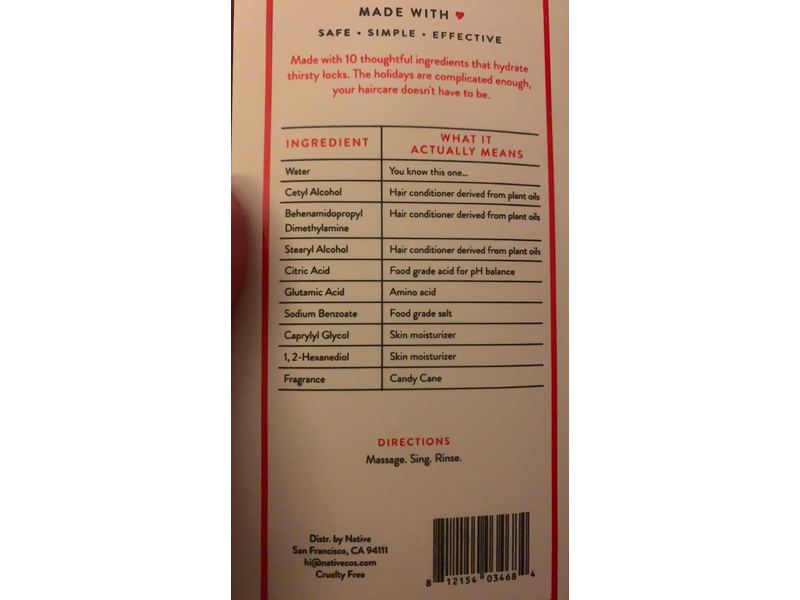 MADE WITH ♥
SAFE • SIMPLE • EFFECTIVE
Made with 10 thoughtful ingredients that hydrate
thirsty locks. The holidays are complicated enough,
your haircare doesn't have to be.
INGREDIENT WHAT IT
ACTUALLY MEANS
Water You know this one...
Cetyl Alcohol Hair conditioner derived from plant oils
Behenamidopropyl Hair conditioner derived from plant oils
Dimethylamine
Stearyl Alcohol Hair conditioner derived from plant oils
Citric Acid Food grade acid for pH balance
Glutamic Acid Amino acid
Sodium Benzoate Food grade salt
Caprylyl Glycol Skin moisturizer
1, 2-Hexanediol Skin moisturizer
Fragrance Candy Cane
DIRECTIONS
Massage. Sing. Rinse.
Distr. by Native
San Francisco, CA 94111
hi@nativecos.com
Cruelty Free
8 12154 03468 4